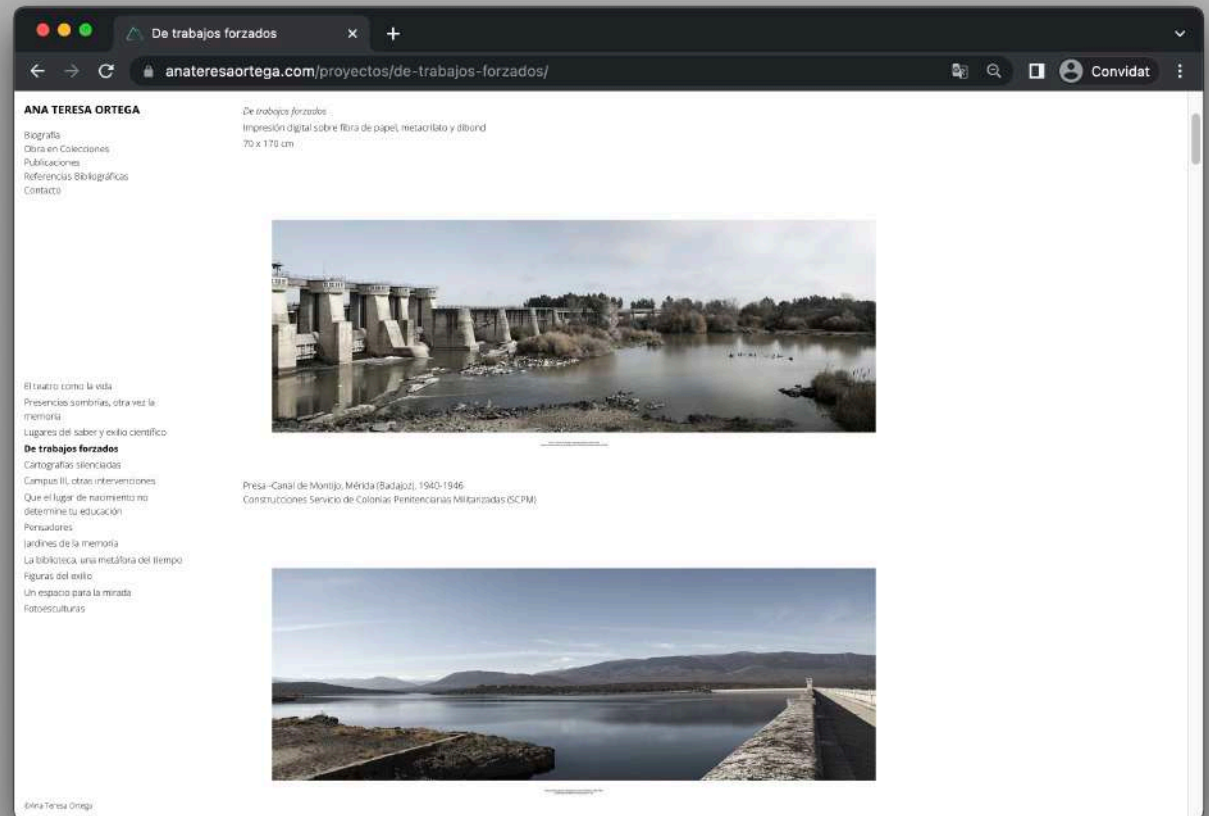 De trabajos forzados
anateresaortega.com/proyectos/de-trabajos-forzados/
Convidat
ANA TERESA ORTEGA
Biografía
Obra en Colecciones
Publicaciones
Referencias Bibliográficas
Contacto
De trabajos forzados
Impresión digital sobre fibra de papel, metacrilato y dibond
70 x 170 cm
El teatro como la vida
Presencias sombrías, otra vez la
memoria
Lugares del saber y exilio científico
De trabajos forzados
Cartografías silenciadas
Campus III, otras intervenciones
Que el lugar de nacimiento no
determine tu educación
Pensadores
Jardines de la memoria
La biblioteca, una metáfora del tiempo
Figuras del exilio
Un espacio para la mirada
Fotoesculturas
Presa -Canal de Montijo, Mérida (Badajoz). 1940-1946
Construcciones Servicio de Colonias Penitenciarias Militarizadas (SCPM)
©Ana Teresa Ortega